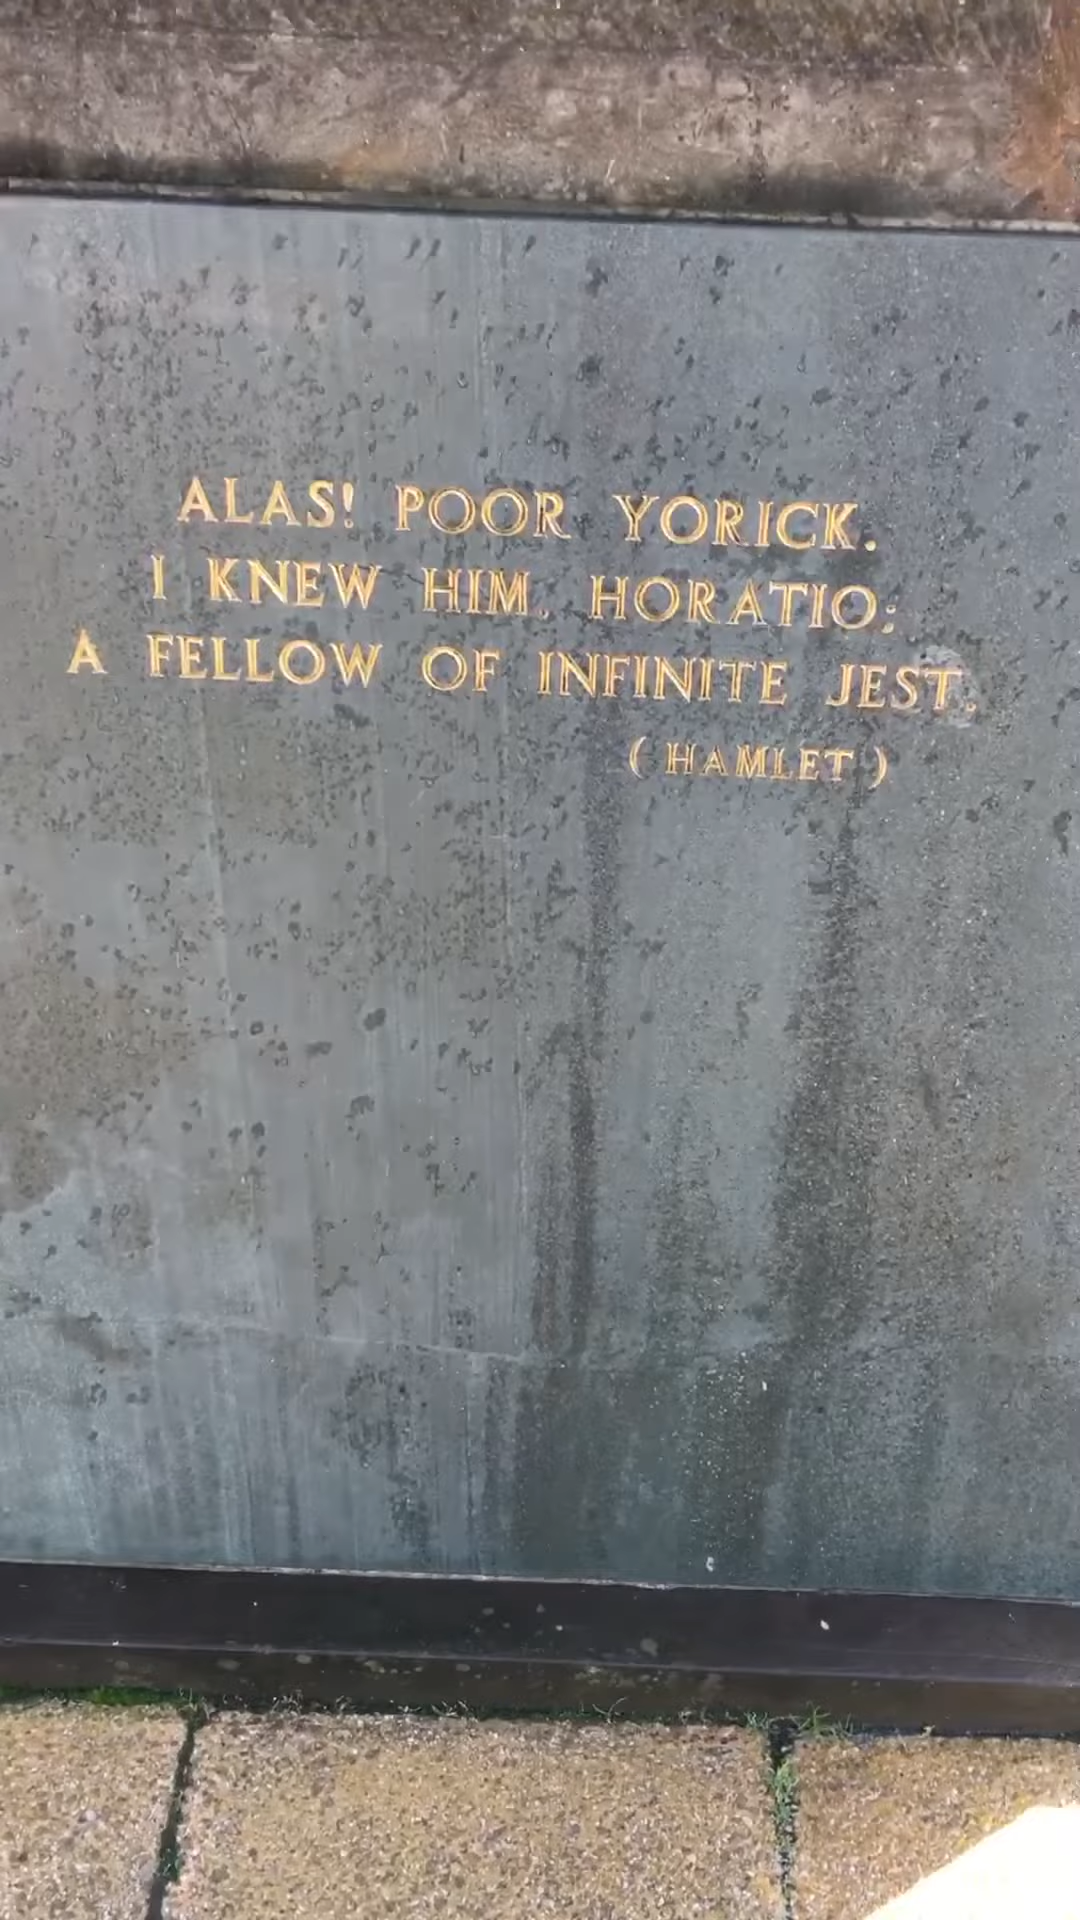 ALAS! POOR YORICK.
I KNEW HIM, HORATIO;
A FELLOW OF INFINITE JEST.
(HAMLET)